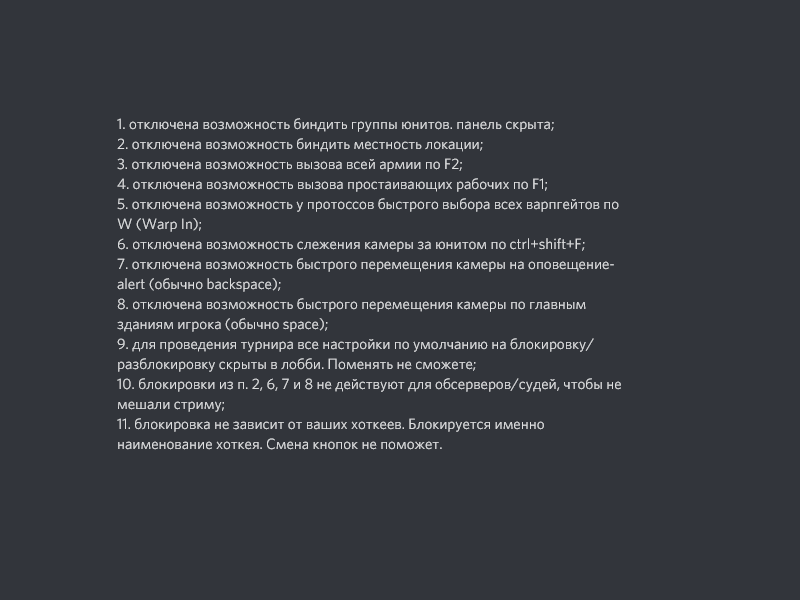 1. отключена возможность биндить группы юнитов. панель скрыта;
2. отключена возможность биндить местность локации;
3. отключена возможность вызова всей армии по F2;
4. отключена возможность вызова простаивающих рабочих по F1;
5. отключена возможность у протоссов быстрого выбора всех варпгейтов по
W (Warp In);
6. отключена возможность слежения камеры за юнитом по ctrl+shift+F;
7. отключена возможность быстрого перемещения камеры на оповещение-
alert (обычно backspace);
8. отключена возможность быстрого перемещения камеры по главным
зданиям игрока (обычно space);
9. для проведения турнира все настройки по умолчанию на блокировку/
разблокировку скрыты в лобби. Поменять не сможете;
10. блокировки из п. 2, 6, 7 и 8 не действуют для обсерверов/судей, чтобы не
мешали стриму;
11. блокировка не зависит от ваших хоткеев. Блокируется именно
наименование хоткея. Смена кнопок не поможет.